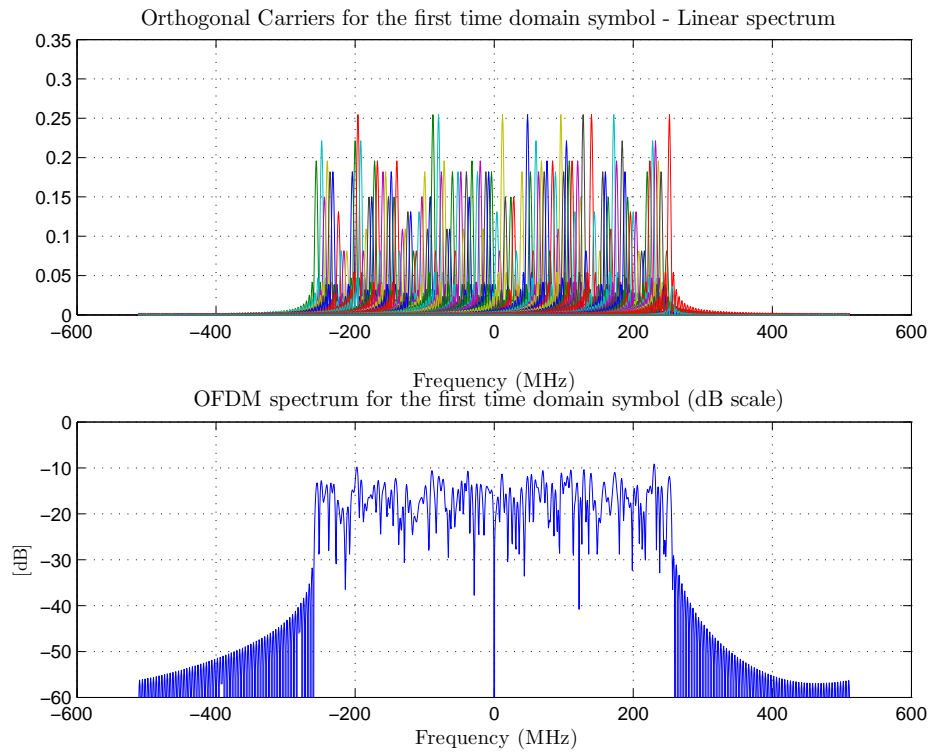 Orthogonal Carriers for the first time domain symbol - Linear spectrum
0.35
0.3
0.25
0.2
0.15
0.1
0.05
0
−600 −400 −200 0 200 400 600
Frequency (MHz)
OFDM spectrum for the first time domain symbol (dB scale)
0
−10
−20
−30
−40
−50
−60
[dB]
−600 −400 −200 0 200 400 600
Frequency (MHz)